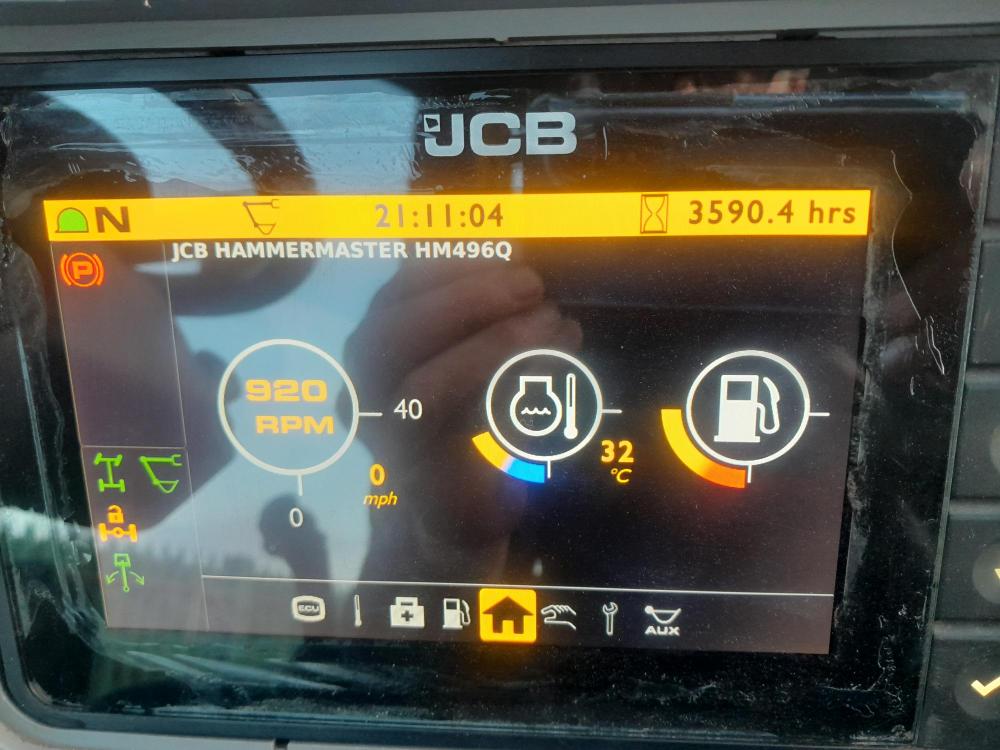 JCB
N
21:11:04
3590.4 hrs
JCB HAMMERMASTER HM496Q
P
920
RPM
40
0
mph
0
32
°C
ECU
AUX